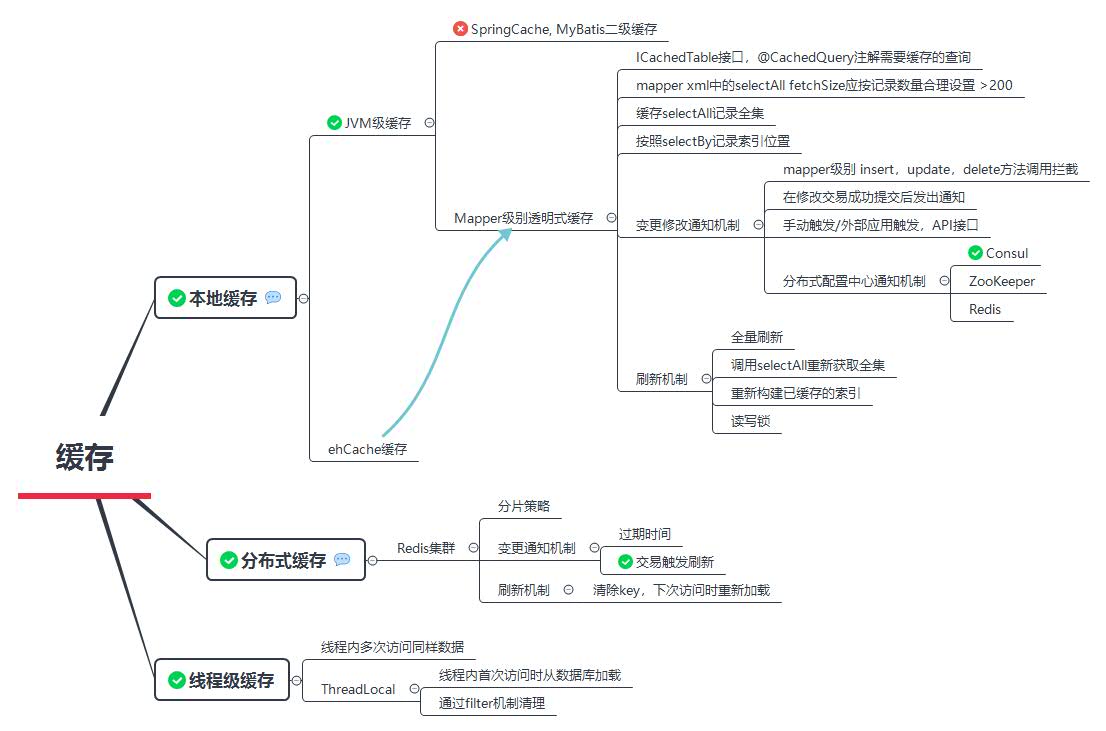 缓存
本地缓存
JVM级缓存
SpringCache, MyBatis二级缓存
Mapper级别透明式缓存
ICachedTable接口，@CachedQuery注解需要缓存的查询
mapper xml中的selectAll fetchSize应按记录数量合理设置 >200
缓存selectAll记录全集
按照selectBy记录索引位置
变更修改通知机制
mapper级别 insert，update，delete方法调用拦截
在修改交易成功提交后发出通知
手动触发/外部应用触发，API接口
分布式配置中心通知机制
Consul
ZooKeeper
Redis
刷新机制
全量刷新
调用selectAll重新获取全集
重新构建已缓存的索引
读写锁
ehCache缓存
分布式缓存
Redis集群
分片策略
变更通知机制
过期时间
交易触发刷新
刷新机制
清除key，下次访问时重新加载
线程级缓存
线程内多次访问同样数据
ThreadLocal
线程内首次访问时从数据库加载
通过filter机制清理